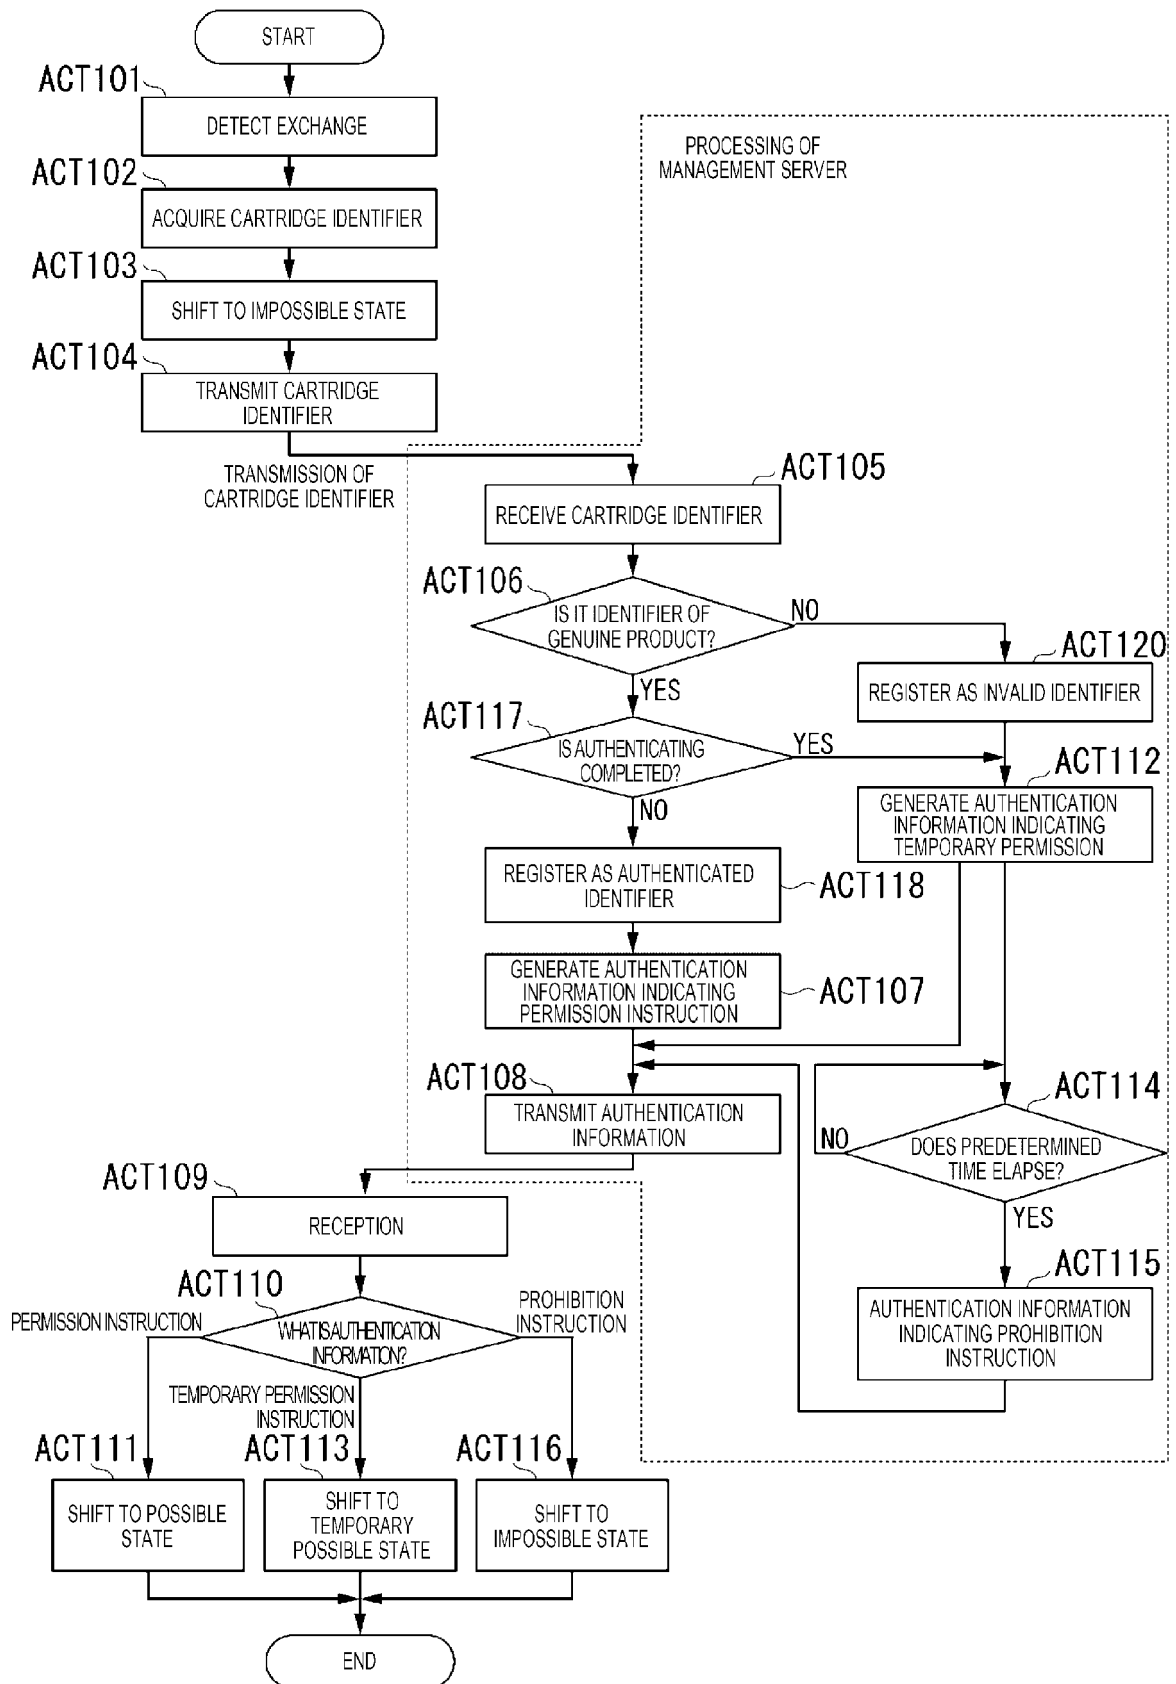 START
ACT101
DETECT EXCHANGE
PROCESSING OF
MANAGEMENT SERVER
ACT102
ACQUIRE CARTRIDGE IDENTIFIER
ACT103
SHIFT TO IMPOSSIBLE STATE
ACT104
TRANSMIT CARTRIDGE
IDENTIFIER
TRANSMISSION OF
CARTRIDGE IDENTIFIER
ACT105
RECEIVE CARTRIDGE IDENTIFIER
ACT106
IS IT IDENTIFIER OF
GENUINE PRODUCT?
NO
YES
ACT120
REGISTER AS INVALID IDENTIFIER
ACT117
IS AUTHENTICATING
COMPLETED?
YES
NO
ACT112
GENERATE AUTHENTICATION
INFORMATION INDICATING
TEMPORARY PERMISSION
REGISTER AS AUTHENTICATED
IDENTIFIER
ACT118
GENERATE AUTHENTICATION
INFORMATION INDICATING
PERMISSION INSTRUCTION
ACT107
ACT108
TRANSMIT AUTHENTICATION
INFORMATION
ACT114
DOES PREDETERMINED
TIME ELAPSE?
NO
YES
ACT109
RECEPTION
ACT115
AUTHENTICATION INFORMATION
INDICATING PROHIBITION
INSTRUCTION
ACT110
WHAT IS AUTHENTICATION
INFORMATION?
PERMISSION INSTRUCTION
PROHIBITION
INSTRUCTION
TEMPORARY PERMISSION
INSTRUCTION
ACT111
SHIFT TO POSSIBLE
STATE
ACT113
SHIFT TO
TEMPORARY
POSSIBLE STATE
ACT116
SHIFT TO
IMPOSSIBLE STATE
END